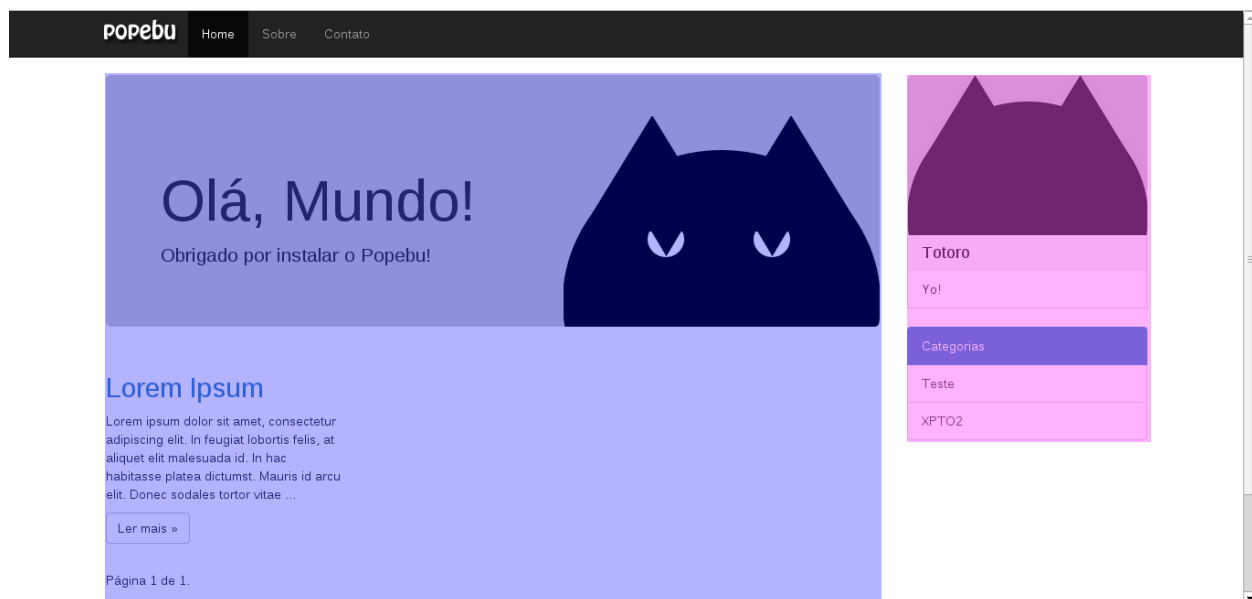 popebu Home Sobre Contato
Olá, Mundo!
Obrigado por instalar o Popebu!
Lorem Ipsum
Lorem ipsum dolor sit amet, consectetur
adipiscing elit. In feugiat lobortis felis, at
aliquet elit malesuada id. In hac
habitasse platea dictumst. Mauris id arcu
elit. Donec sodales tortor vitae ...
Ler mais »
Página 1 de 1.
Totoro
Yo!
Categorias
Teste
XPTO2